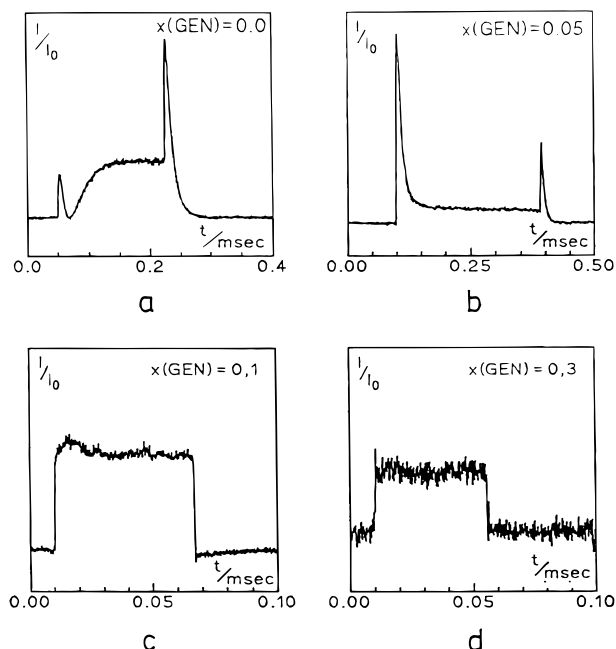 I/I₀
x(GEN)=0.0
t/msec
0.0 0.2 0.4
a
I/I₀
x(GEN)=0.05
t/msec
0.00 0.25 0.50
b
I/I₀
x(GEN)=0,1
t/msec
0.00 0.05 0.10
c
I/I₀
x(GEN)=0,3
t/msec
0.00 0.05 0.10
d